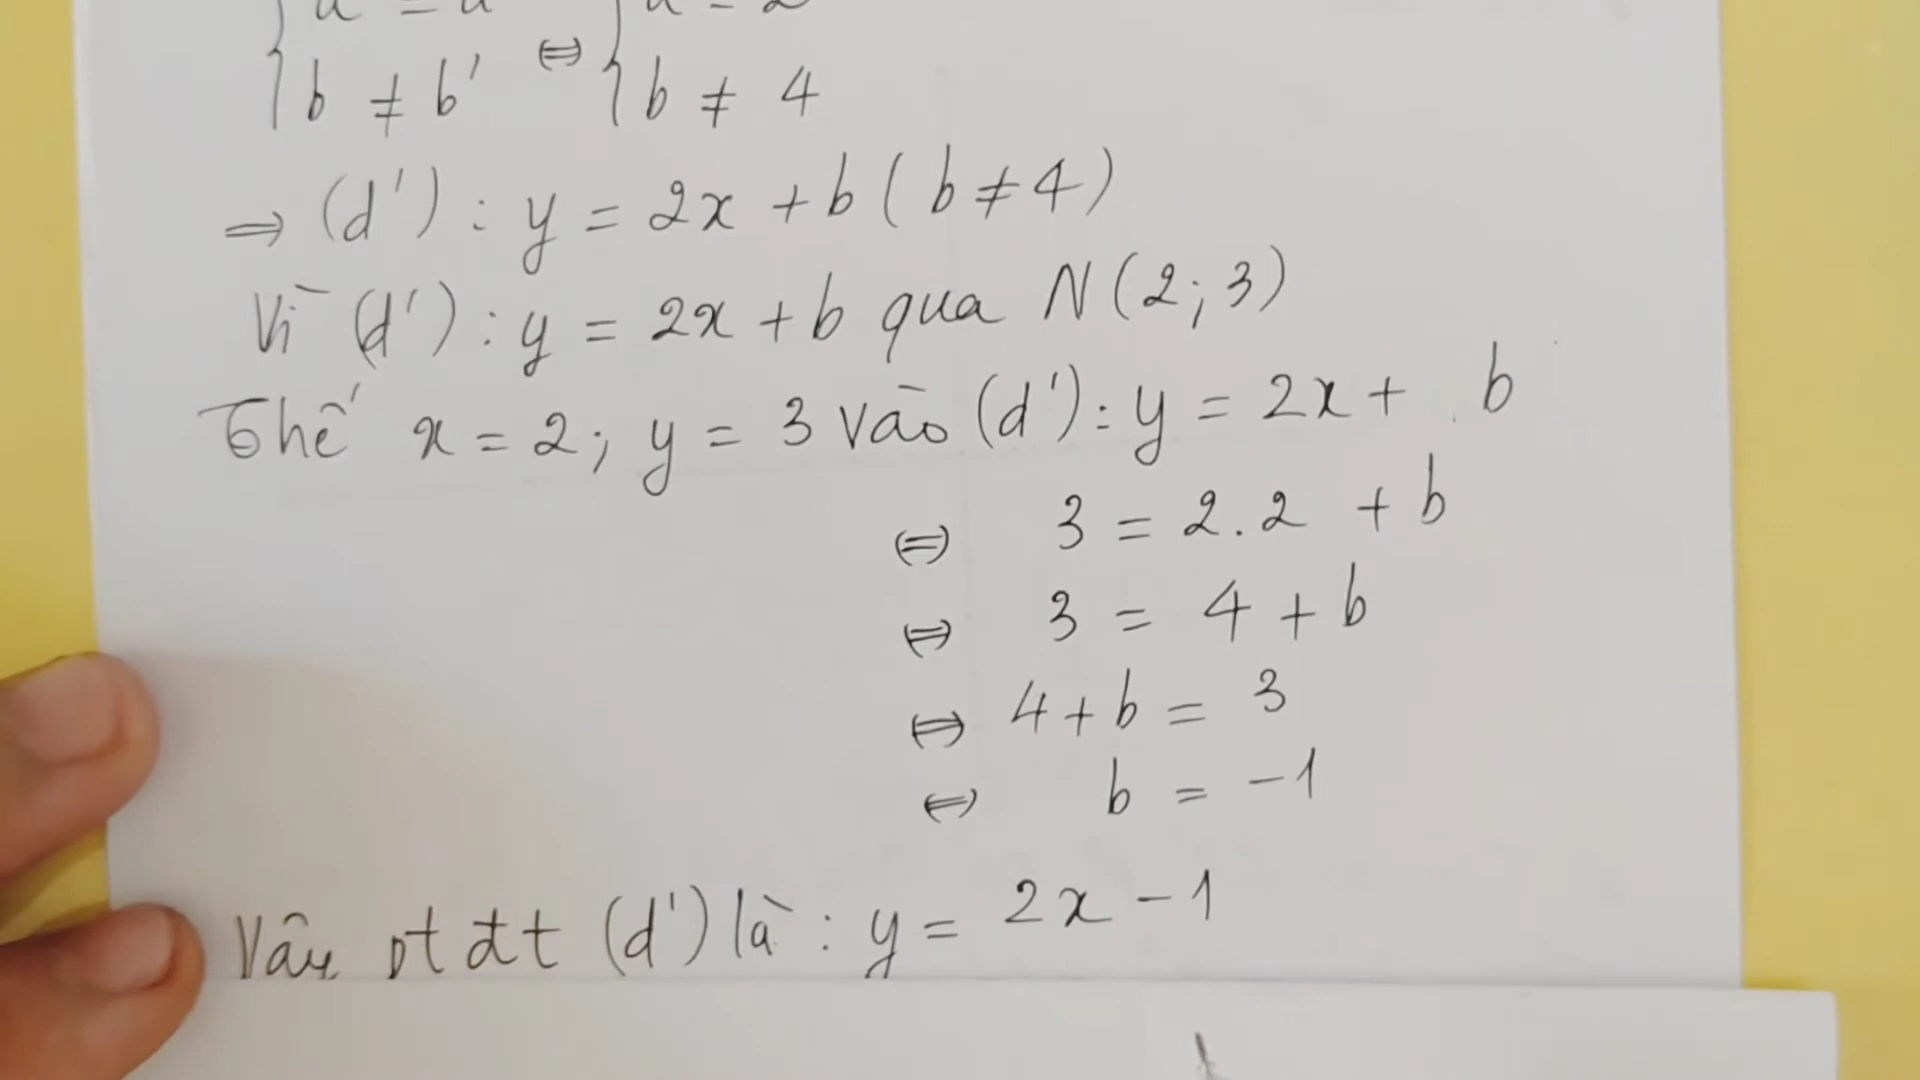 { b ≠ b' ⇔ { b ≠ 4
⇒ (d') : y = 2x + b ( b ≠ 4 )
Vì (d') : y = 2x + b qua N (2; 3)
Thế x = 2; y = 3 vào (d') : y = 2x + b
⇔ 3 = 2.2 + b
⇔ 3 = 4 + b
⇔ 4 + b = 3
⇔ b = -1
Vậy pt đt (d') là : y = 2x - 1